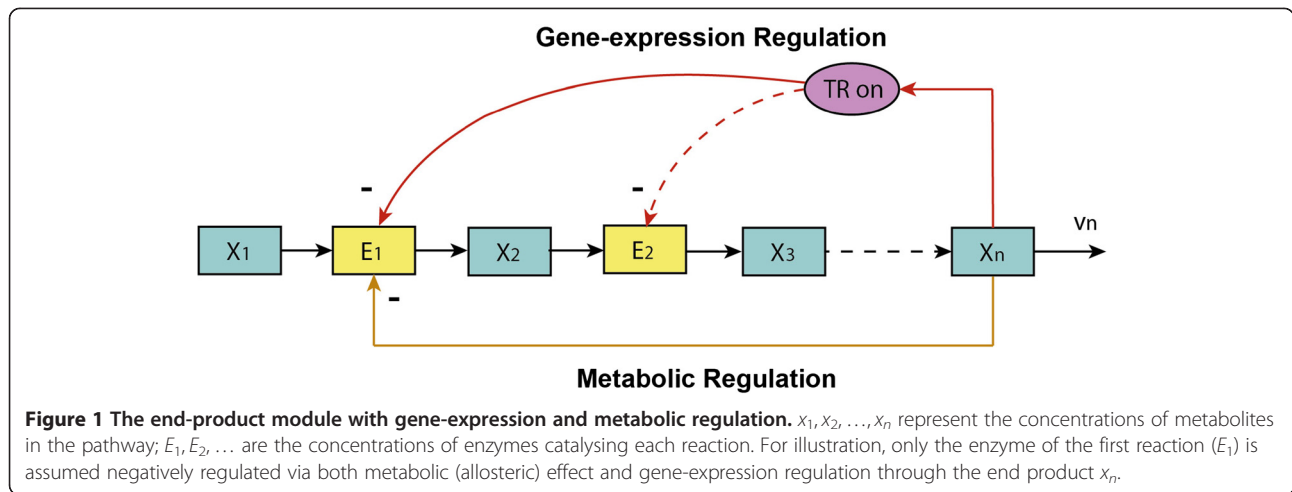 Gene-expression Regulation
TR on
-
-
vn
X1
E1
X2
E2
X3
Xn
-
Metabolic Regulation
Figure 1 The end-product module with gene-expression and metabolic regulation. x1, x2, …, xn represent the concentrations of metabolites
in the pathway; E1, E2, … are the concentrations of enzymes catalysing each reaction. For illustration, only the enzyme of the first reaction (E1) is
assumed negatively regulated via both metabolic (allosteric) effect and gene-expression regulation through the end product xn.